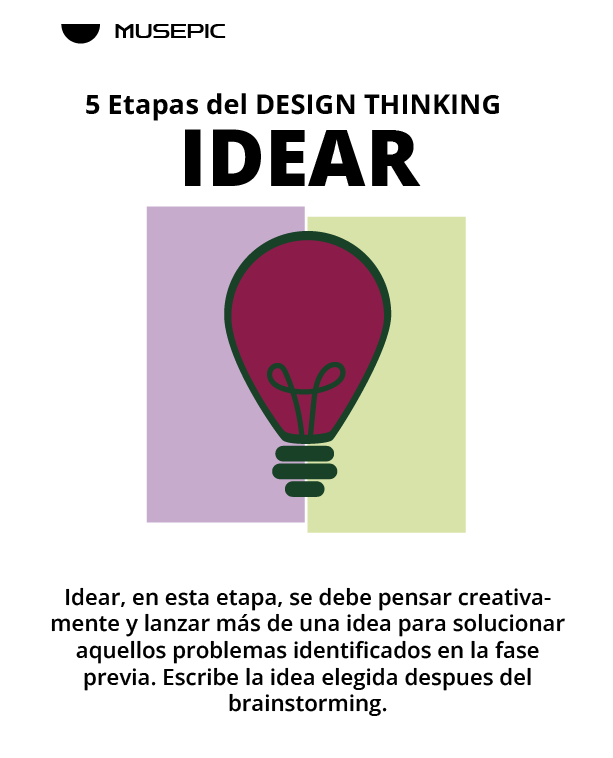 MUSEPIC
5 Etapas del DESIGN THINKING
IDEAR
Idear, en esta etapa, se debe pensar creativa-
mente y lanzar más de una idea para solucionar
aquellos problemas identificados en la fase
previa. Escribe la idea elegida despues del
brainstorming.